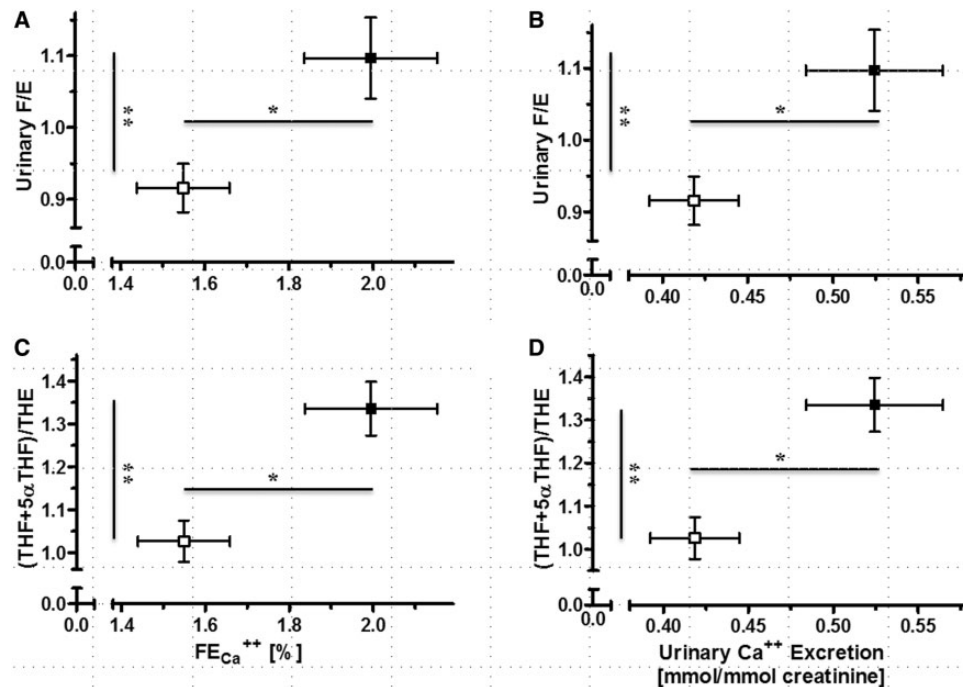 A
Urinary F/E
1.1
1.0
0.9
0.0
**
*
0.0 1.4 1.6 1.8 2.0
B
Urinary F/E
1.1
1.0
0.9
0.0
**
*
0.0 0.40 0.45 0.50 0.55
C
(THF+5αTHF)/THE
1.4
1.3
1.2
1.1
1.0
0.0
**
*
0.0 1.4 1.6 1.8 2.0
FECa++ [%]
D
(THF+5αTHF)/THE
1.4
1.3
1.2
1.1
1.0
0.0
**
*
0.0 0.40 0.45 0.50 0.55
Urinary Ca++ Excretion
[mmol/mmol creatinine]